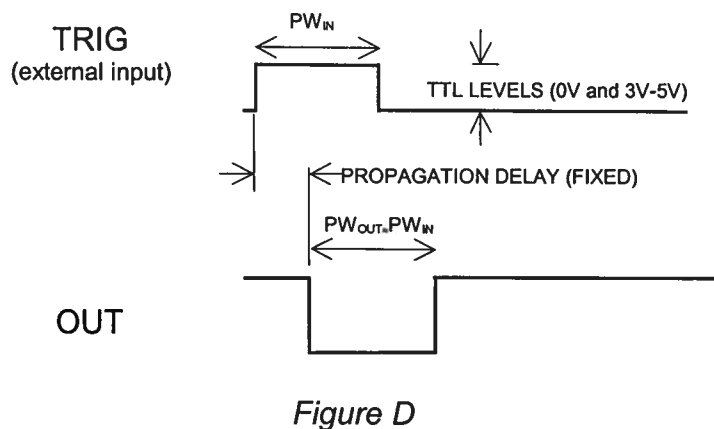 PW_IN
TRIG
(external input)
TTL LEVELS (0V and 3V-5V)
PROPAGATION DELAY (FIXED)
PW_OUT≈PW_IN
OUT
Figure D